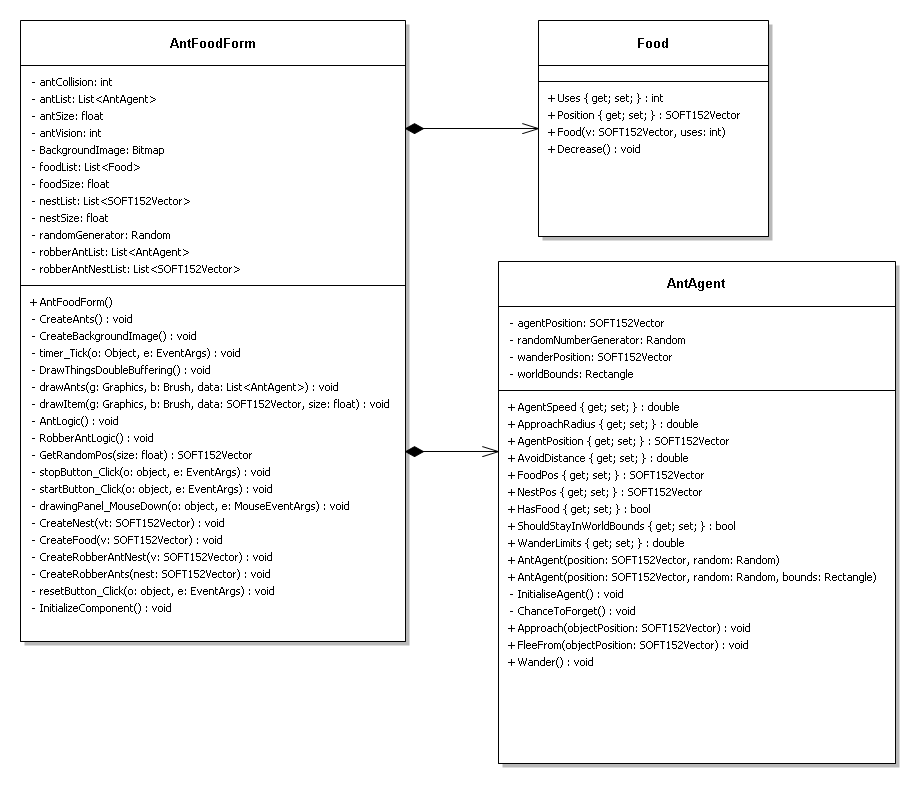 AntFoodForm
- antCollision: int
- antList: List<AntAgent>
- antSize: float
- antVision: int
- BackgroundImage: Bitmap
- foodList: List<Food>
- foodSize: float
- nestList: List<SOFT152Vector>
- nestSize: float
- randomGenerator: Random
- robberAntList: List<AntAgent>
- robberAntNestList: List<SOFT152Vector>
+ AntFoodForm()
- CreateAnts() : void
- CreateBackgroundImage() : void
- timer_Tick(o: Object, e: EventArgs) : void
- DrawThingsDoubleBuffering() : void
- drawAnts(g: Graphics, b: Brush, data: List<AntAgent>) : void
- drawItem(g: Graphics, b: Brush, data: SOFT152Vector, size: float) : void
- AntLogic() : void
- RobberAntLogic() : void
- GetRandomPos(size: float) : SOFT152Vector
- stopButton_Click(o: object, e: EventArgs) : void
- startButton_Click(o: object, e: EventArgs) : void
- drawingPanel_MouseDown(o: object, e: MouseEventArgs) : void
- CreateNest(vt: SOFT152Vector) : void
- CreateFood(v: SOFT152Vector) : void
- CreateRobberAntNest(v: SOFT152Vector) : void
- CreateRobberAnts(nest: SOFT152Vector) : void
- resetButton_Click(o: object, e: EventArgs) : void
- InitializeComponent() : void
Food
+ Uses { get; set; } : int
+ Position { get; set; } : SOFT152Vector
+ Food(v: SOFT152Vector, uses: int)
+ Decrease() : void
AntAgent
- agentPosition: SOFT152Vector
- randomNumberGenerator: Random
- wanderPosition: SOFT152Vector
- worldBounds: Rectangle
+ AgentSpeed { get; set; } : double
+ ApproachRadius { get; set; } : double
+ AgentPosition { get; set; } : SOFT152Vector
+ AvoidDistance { get; set; } : double
+ FoodPos { get; set; } : SOFT152Vector
+ NestPos { get; set; } : SOFT152Vector
+ HasFood { get; set; } : bool
+ ShouldStayInWorldBounds { get; set; } : bool
+ WanderLimits { get; set; } : double
+ AntAgent(position: SOFT152Vector, random: Random)
+ AntAgent(position: SOFT152Vector, random: Random, bounds: Rectangle)
- InitialiseAgent() : void
- ChanceToForget() : void
+ Approach(objectPosition: SOFT152Vector) : void
+ FleeFrom(objectPosition: SOFT152Vector) : void
+ Wander() : void